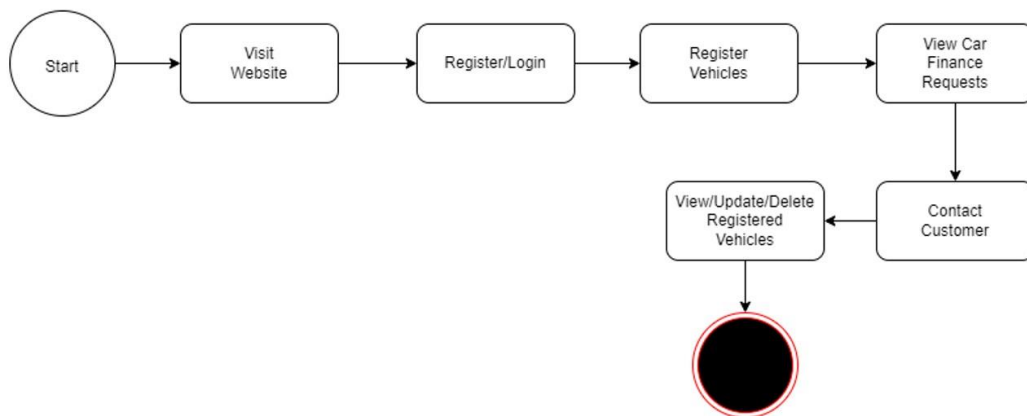 Start
Visit
Website
Register/Login
Register
Vehicles
View Car
Finance
Requests
Contact
Customer
View/Update/Delete
Registered
Vehicles